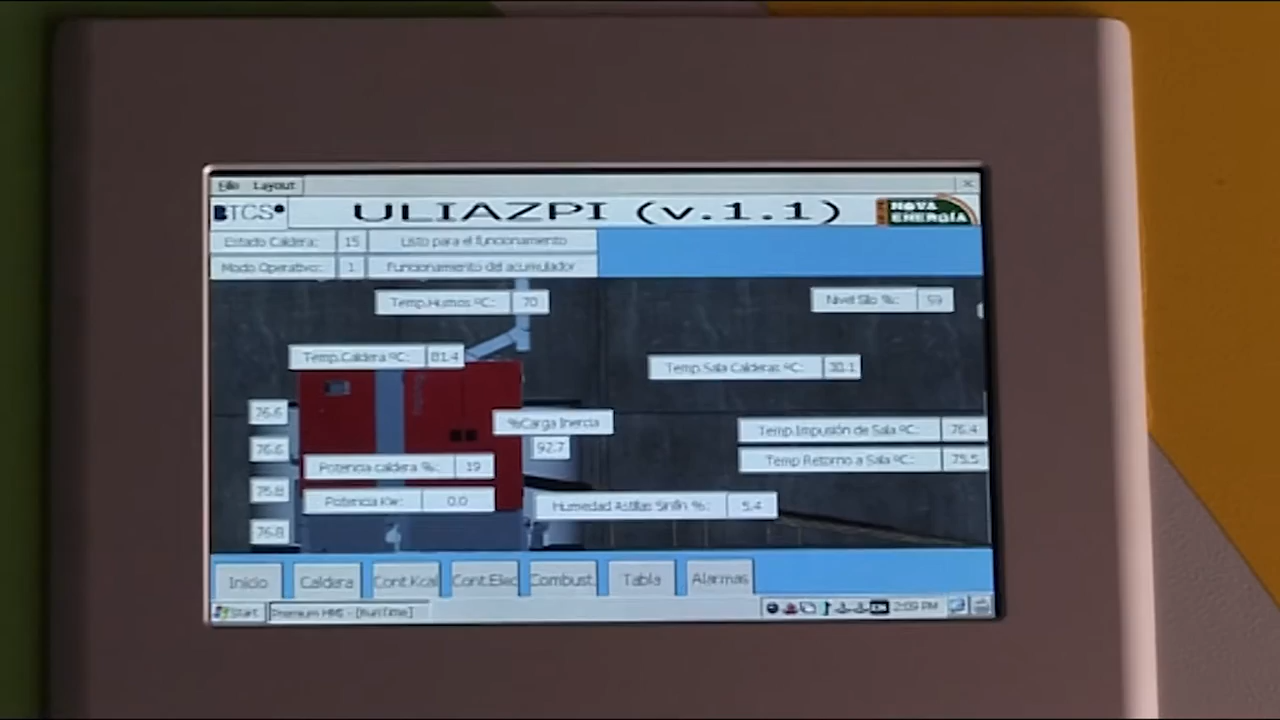 File Layout
BTCS
ULIAZPI (v.1.1)
NOVA
ENERGÍA
Estado Caldera: 15 Listo para el funcionamento
Modo Operativo: 1 Funcionamento del acumulador
Temp.Humos ºC: 70
Nivel Silo %: 59
Temp.Caldera ºC: 81.4
Temp.Sala Calderas ºC:
76.6
%Carga Inercia
Temp.Impulsión de Sala ºC: 76.4
76.6
92.7
Temp Retorno a Sala ºC: 75.5
Potencia caldera %: 19
75.8
Potencia Kw: 0.0
Humedad Astillas Sinfín %: 5.4
76.8
Inicio
Caldera
Cont.Kcal
Cont.Elec
Combust.
Tabla
Alarmas
Start
Premium HMI - [RunTime]
EN
2:09 PM